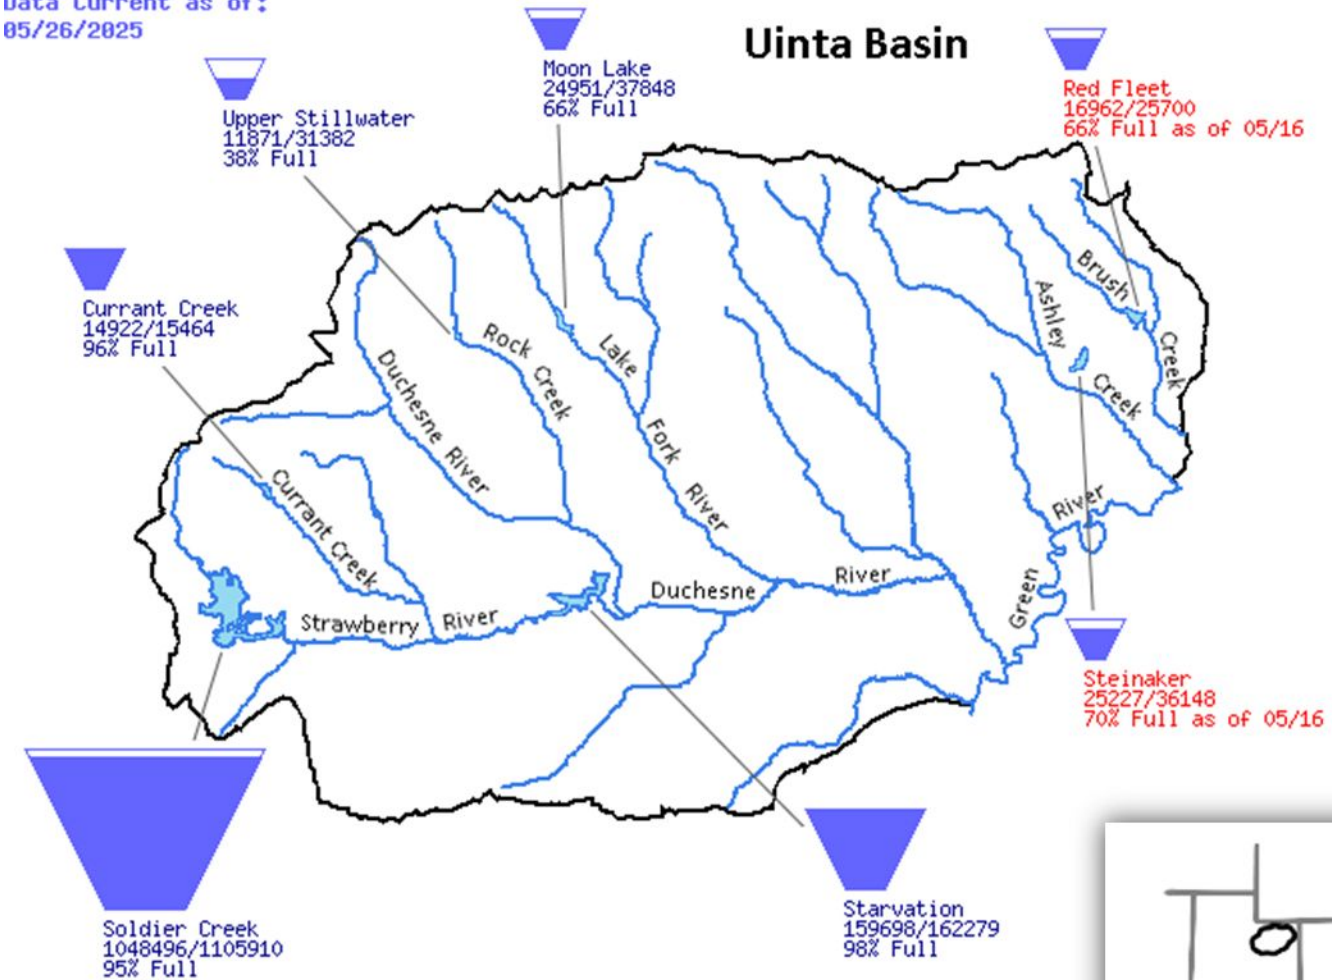 Data Current as of:
05/26/2025
Uinta Basin
Moon Lake
24951/37848
66% Full
Red Fleet
16962/25700
66% Full as of 05/16
Upper Stillwater
11871/31382
38% Full
Currant Creek
14922/15464
96% Full
Brush
Creek
Ashley
Creek
Rock Creek
Lake
Fork
River
Duchesne River
Currant Creek
Strawberry
River
Duchesne
River
Green
River
Steinaker
25227/36148
70% Full as of 05/16
Soldier Creek
1048496/1105910
95% Full
Starvation
159698/162279
98% Full